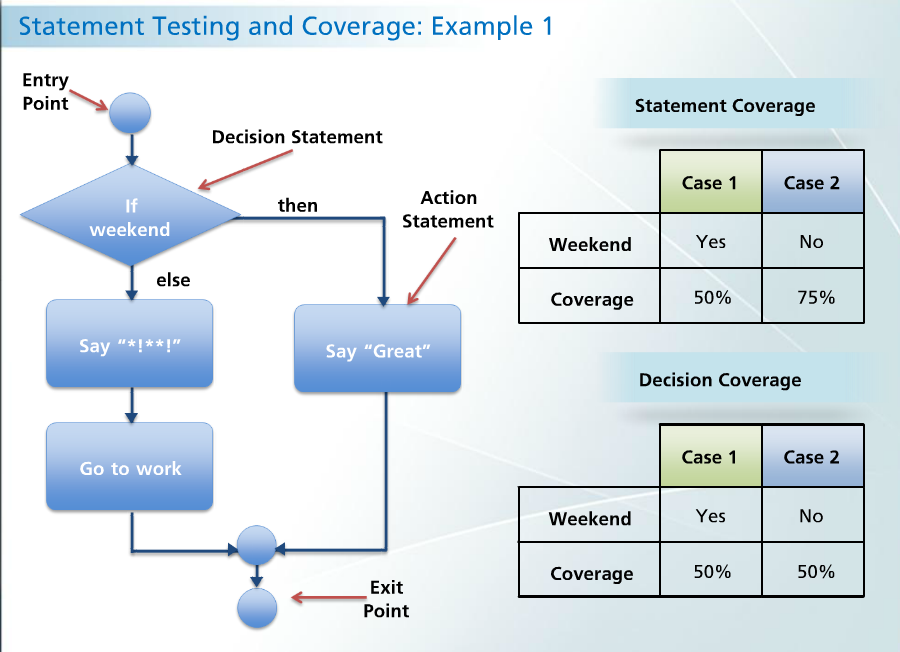 Statement Testing and Coverage: Example 1
Entry
Point
Decision Statement
If
weekend
then
Action
Statement
else
Say “*!**!”
Say “Great”
Go to work
Exit
Point
Statement Coverage
Case 1 Case 2
Weekend Yes No
Coverage 50% 75%
Decision Coverage
Case 1 Case 2
Weekend Yes No
Coverage 50% 50%